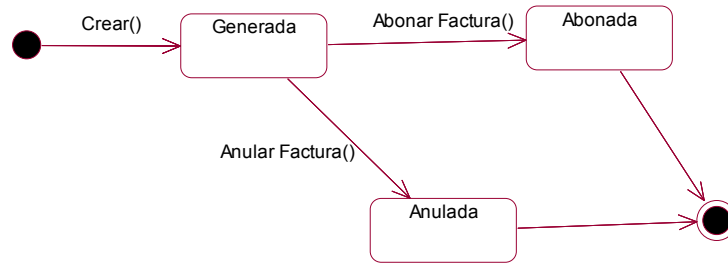 Crear()
Generada
Abonar Factura()
Abonada
Anular Factura()
Anulada